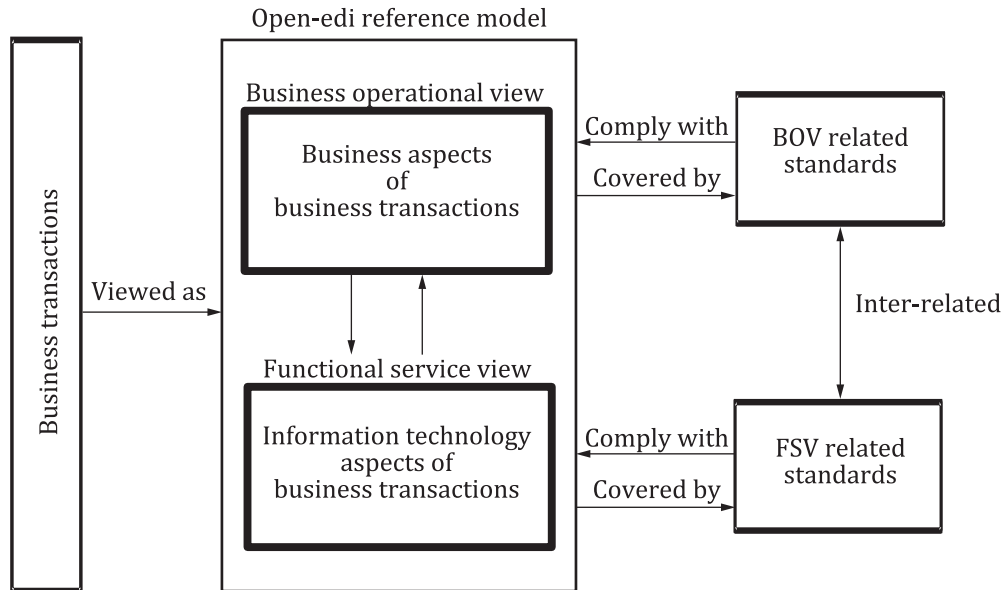 Open-edi reference model
Business transactions
Viewed as
Business operational view
Business aspects
of
business transactions
Functional service view
Information technology
aspects of
business transactions
Comply with
Covered by
BOV related
standards
Inter-related
Comply with
Covered by
FSV related
standards